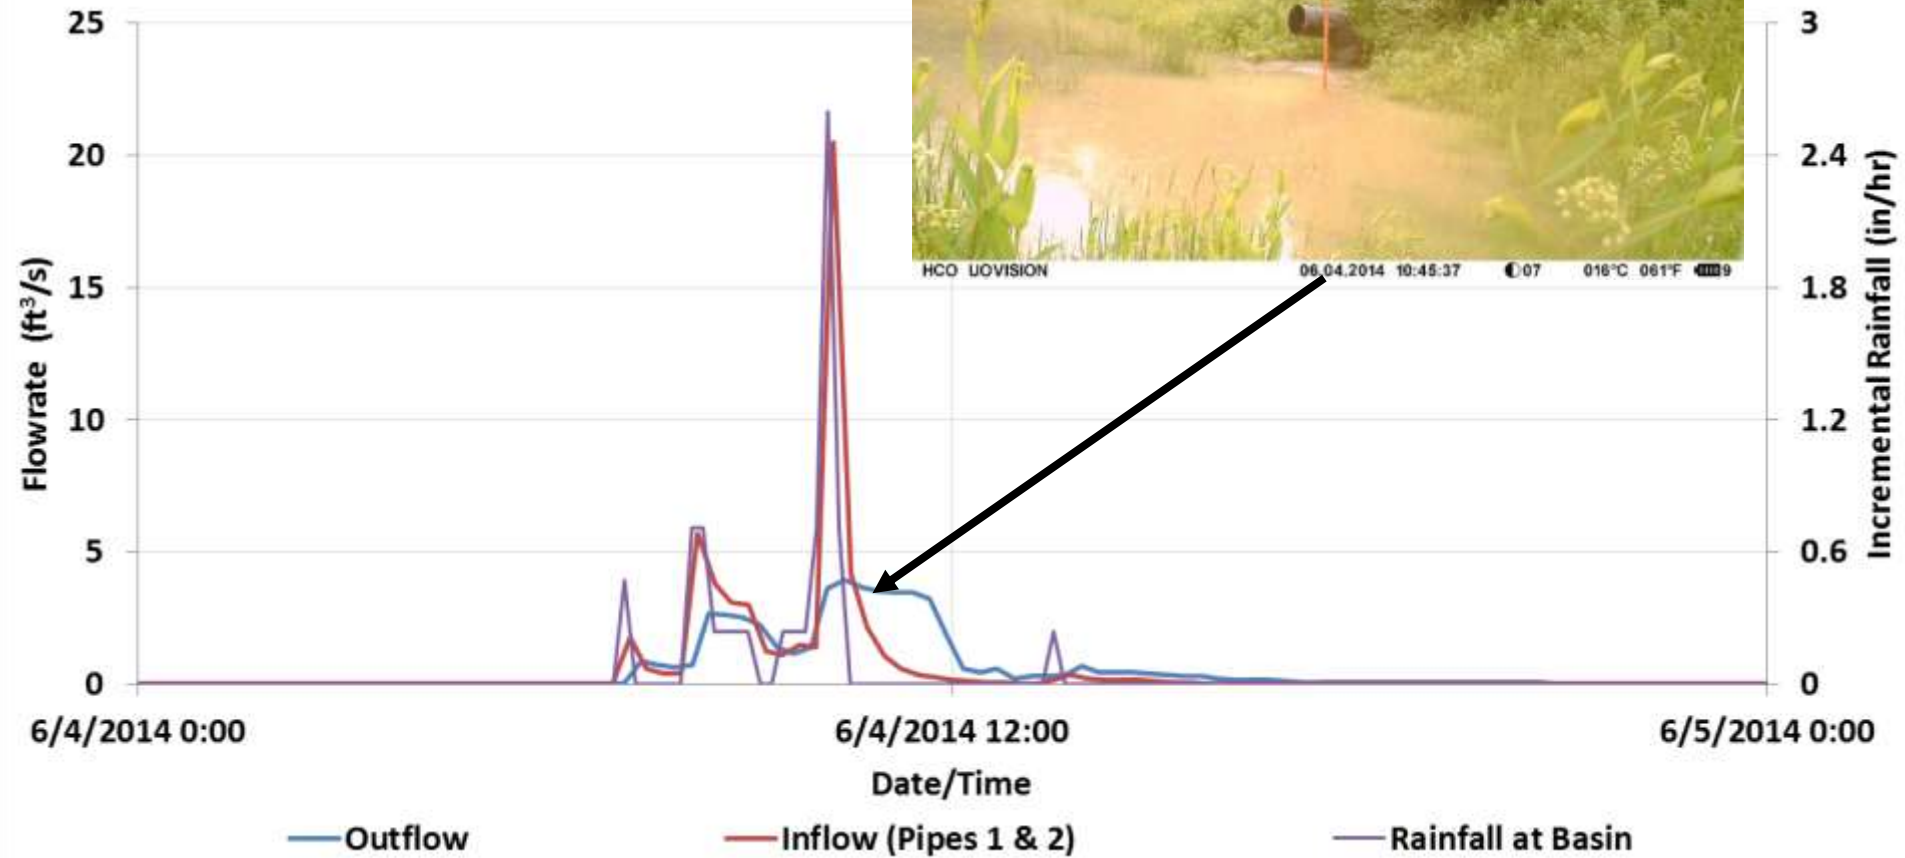 25
20
15
10
5
0
Flowrate (ft³/s)
3
2.4
1.8
1.2
0.6
0
Incremental Rainfall (in/hr)
HCO UOVISION 06.04.2014 10:45:37 07 016°C 061°F 9
6/4/2014 0:00 6/4/2014 12:00 6/5/2014 0:00
Date/Time
Outflow Inflow (Pipes 1 & 2) Rainfall at Basin